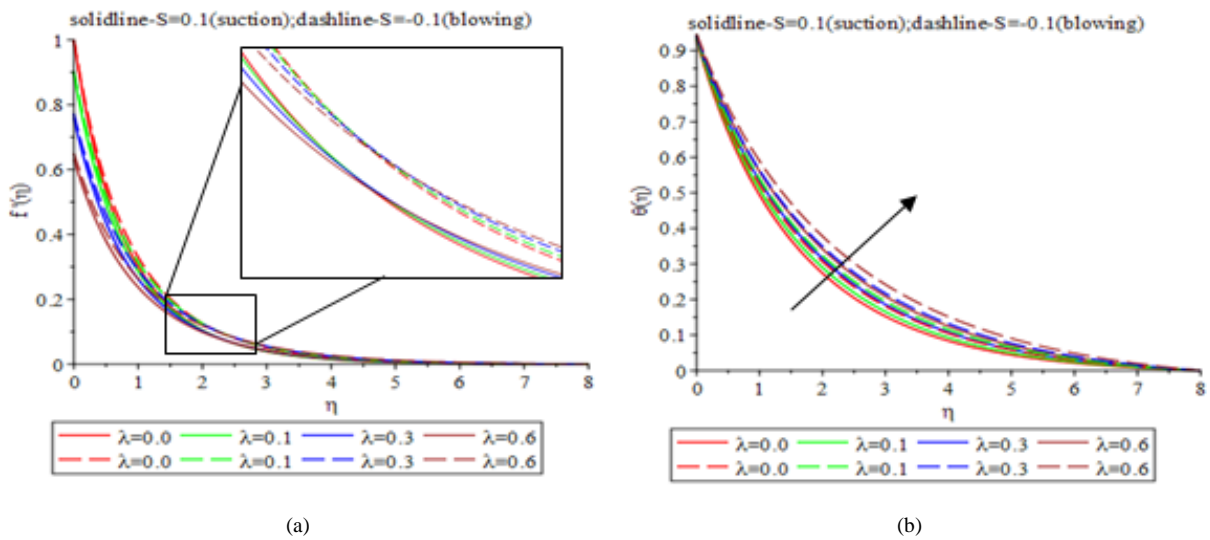 solidline-S=0.1(suction);dashline-S=-0.1(blowing)
1
0.8
0.6
0.4
0.2
0
f'(η)
0 1 2 3 4 5 6 7 8
η
λ=0.0 λ=0.1 λ=0.3 λ=0.6
λ=0.0 λ=0.1 λ=0.3 λ=0.6
(a)
solidline-S=0.1(suction);dashline-S=-0.1(blowing)
0.9
0.8
0.7
0.6
0.5
0.4
0.3
0.2
0.1
0
θ(η)
0 1 2 3 4 5 6 7 8
η
λ=0.0 λ=0.1 λ=0.3 λ=0.6
λ=0.0 λ=0.1 λ=0.3 λ=0.6
(b)